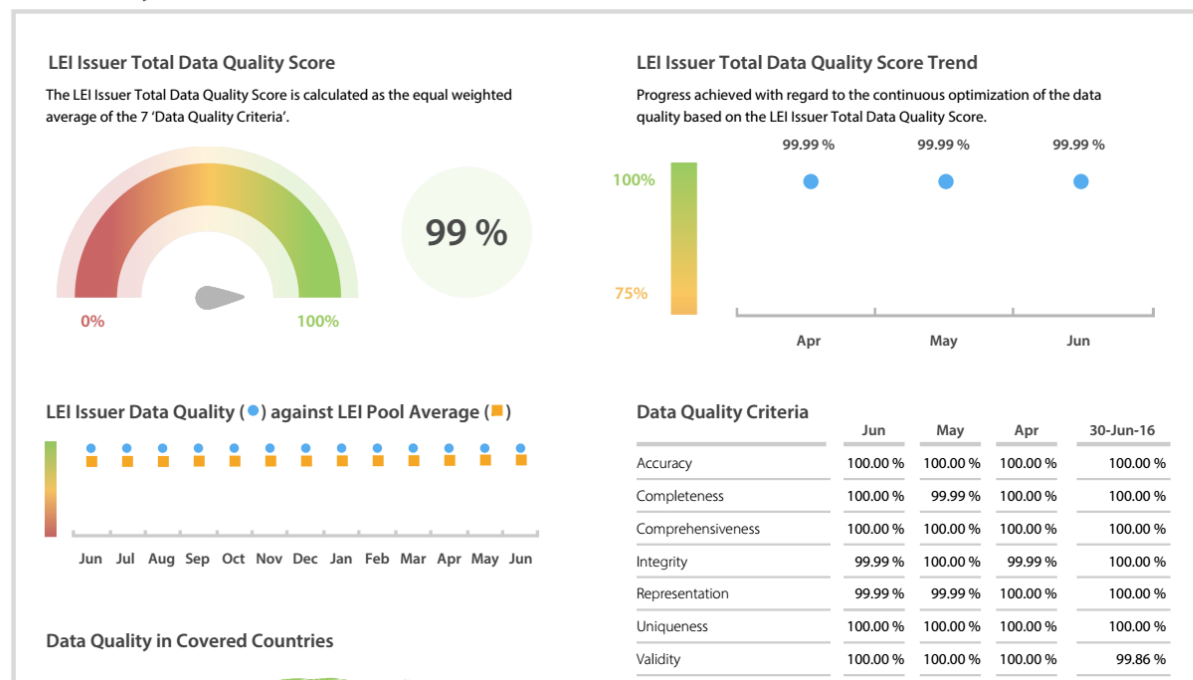 LEI Issuer Total Data Quality Score
The LEI Issuer Total Data Quality Score is calculated as the equal weighted
average of the 7 ‘Data Quality Criteria’.
99 %
0%
100%
LEI Issuer Total Data Quality Score Trend
Progress achieved with regard to the continuous optimization of the data
quality based on the LEI Issuer Total Data Quality Score.
99.99 % 99.99 % 99.99 %
100%
75%
Apr May Jun
LEI Issuer Data Quality (●) against LEI Pool Average (■)
Jun Jul Aug Sep Oct Nov Dec Jan Feb Mar Apr May Jun
Data Quality Criteria
Jun May Apr 30-Jun-16
Accuracy 100.00 % 100.00 % 100.00 % 100.00 %
Completeness 100.00 % 99.99 % 100.00 % 100.00 %
Comprehensiveness 100.00 % 100.00 % 100.00 % 100.00 %
Integrity 99.99 % 100.00 % 99.99 % 100.00 %
Representation 99.99 % 99.99 % 100.00 % 100.00 %
Uniqueness 100.00 % 100.00 % 100.00 % 100.00 %
Validity 100.00 % 100.00 % 100.00 % 99.86 %
Data Quality in Covered Countries